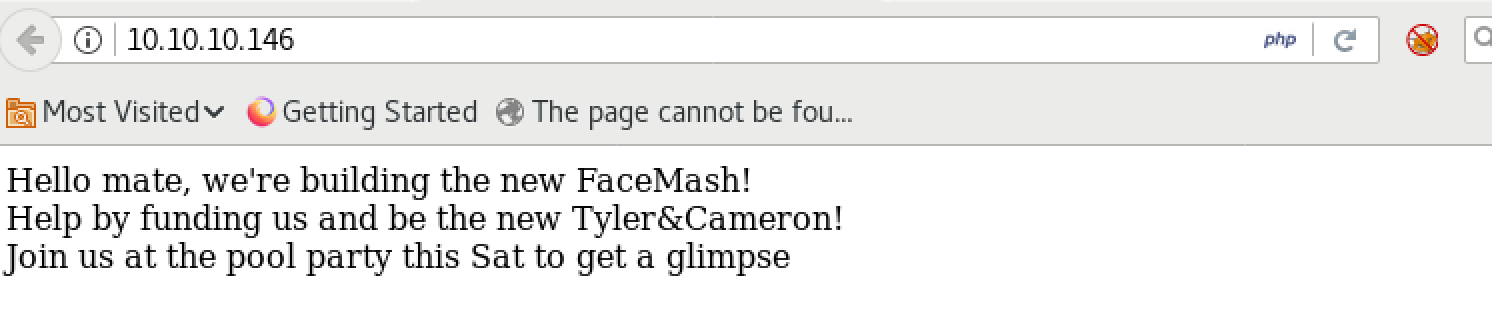 10.10.10.146 php
Most Visited Getting Started The page cannot be fou...
Hello mate, we're building the new FaceMash!
Help by funding us and be the new Tyler&Cameron!
Join us at the pool party this Sat to get a glimpse